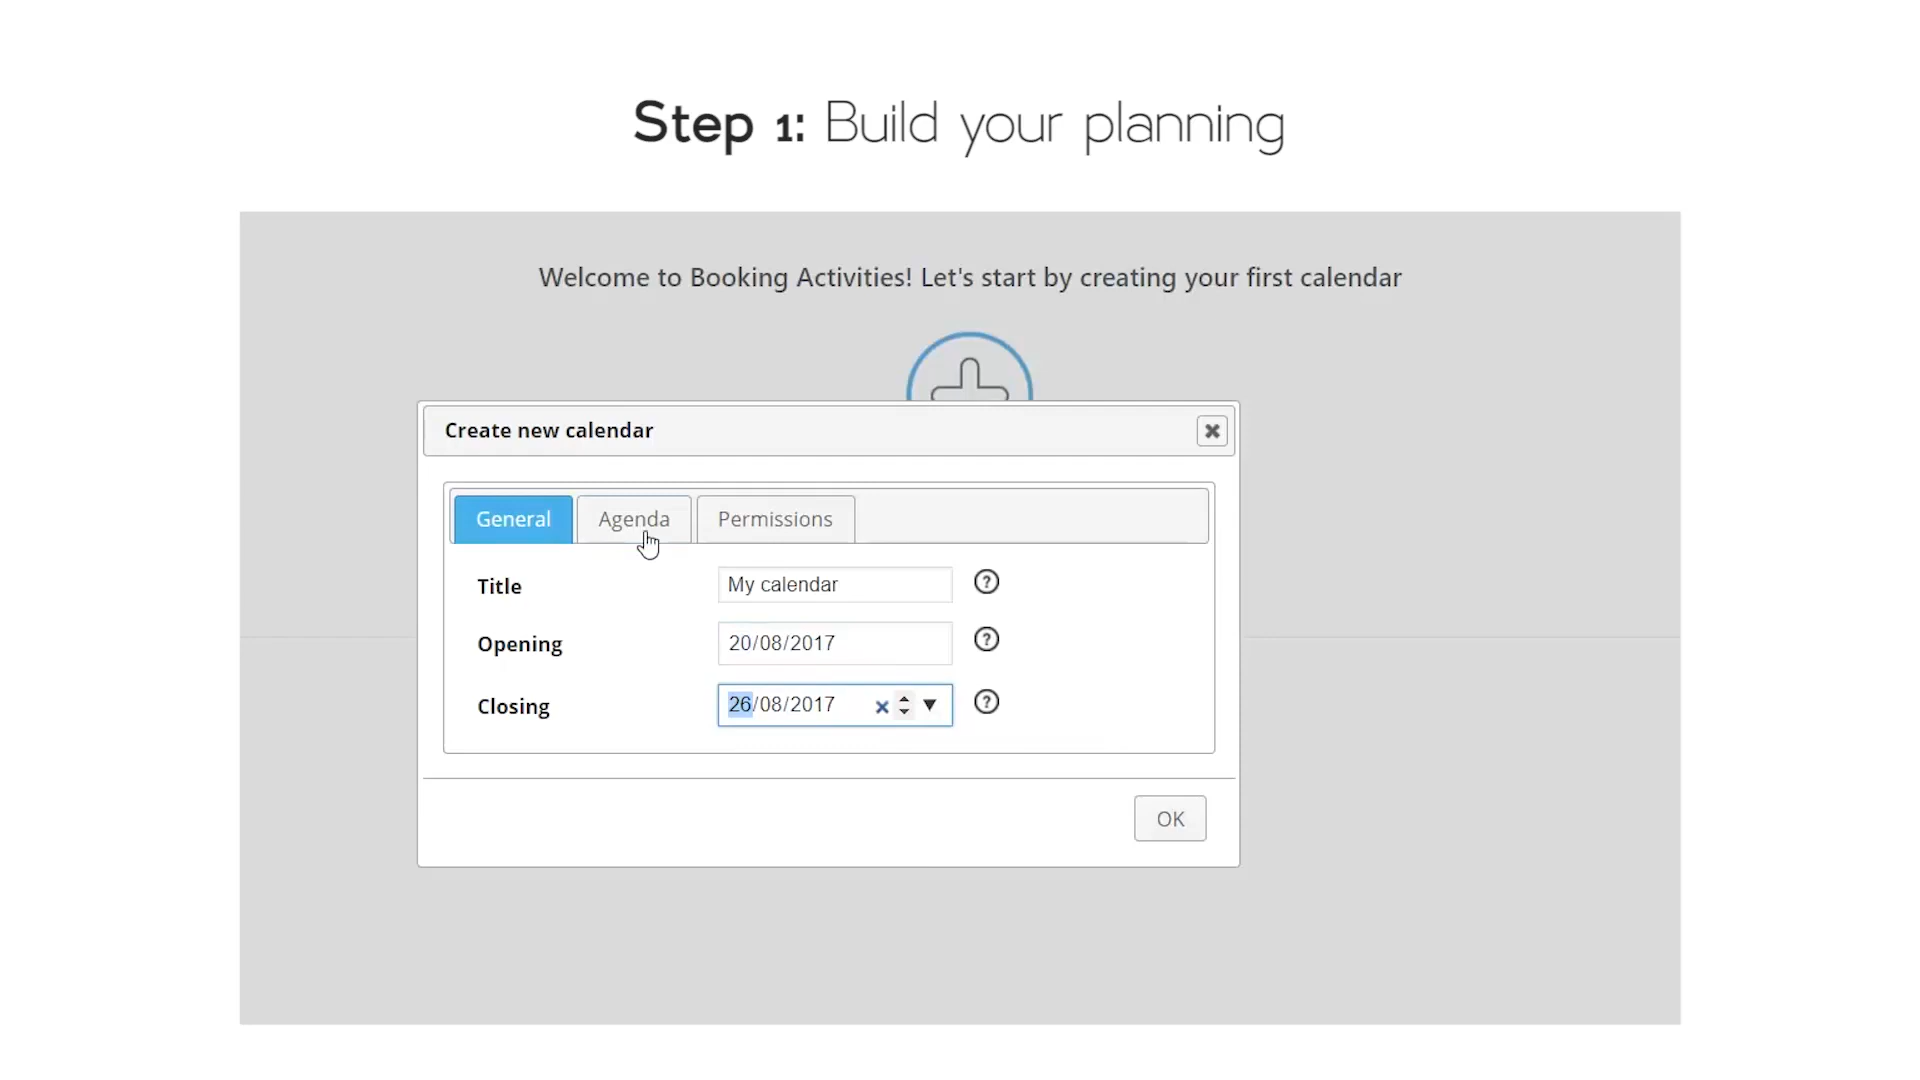 Step 1: Build your planning
Welcome to Booking Activities! Let's start by creating your first calendar
Create new calendar
General
Agenda
Permissions
Title
My calendar
?
Opening
20/08/2017
?
Closing
26/08/2017
?
OK